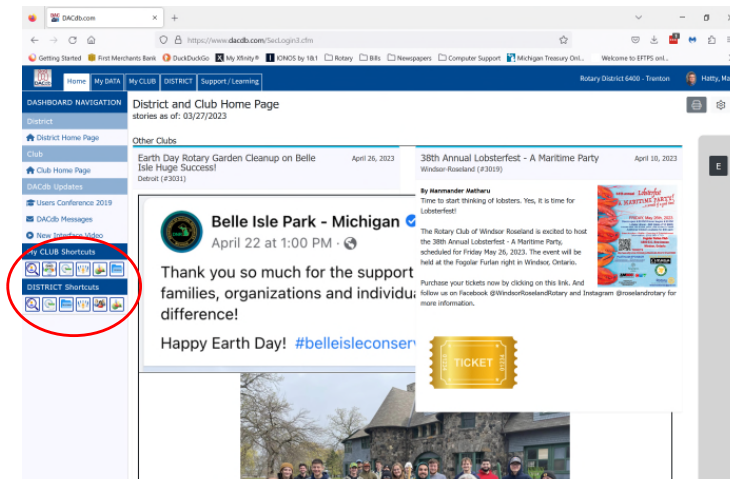 DACdb.com
https://www.dacdb.com/SecLogin3.cfm
Getting Started
First Merchants Bank
DuckDuckGo
My Xfinity®
IONOS by 1&1
Rotary
Bills
Newspapers
Computer Support
Michigan Treasury Onl...
Welcome to EFTPS onl...
Home
My DATA
My CLUB
DISTRICT
Support / Learning
Rotary District 6400 - Trenton
Hatty, Ma
DASHBOARD NAVIGATION
District
District Home Page
Club
Club Home Page
DACdb Updates
Users Conference 2019
DACdb Messages
New Interface Video
My CLUB Shortcuts
DISTRICT Shortcuts
District and Club Home Page
stories as of: 03/27/2023
Other Clubs
Earth Day Rotary Garden Cleanup on Belle
Isle Huge Success!
April 26, 2023
Detroit (#3031)
Belle Isle Park - Michigan
April 22 at 1:00 PM ·
Thank you so much for the support
families, organizations and individua
difference!
Happy Earth Day! #belleisleconser
38th Annual Lobsterfest - A Maritime Party
April 18, 2023
Windsor-Roseland (#3019)
By Manmander Matharu
Time to start thinking of lobsters. Yes, it is time for
Lobsterfest!
The Rotary Club of Windsor Roseland is excited to host
the 38th Annual Lobsterfest - A Maritime Party,
scheduled for Friday May 26, 2023. The event will be
held at the Fogolar Furlan right in Windsor, Ontario.
Purchase your tickets now by clicking on this link. And
follow us on Facebook @WindsorRoselandRotary and Instagram @roselandrotary for
more information.
Lobsterfest
A MARITIME PARTY!
TICKET
E